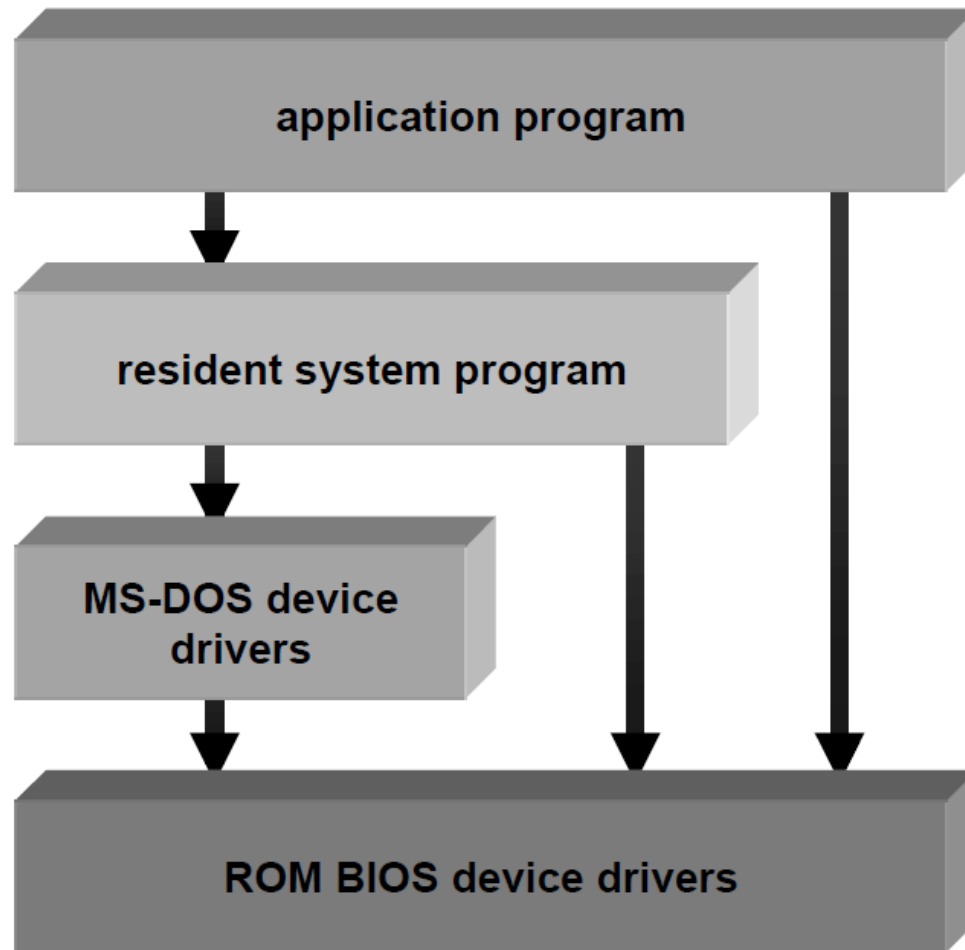 application program
resident system program
MS-DOS device
drivers
ROM BIOS device drivers